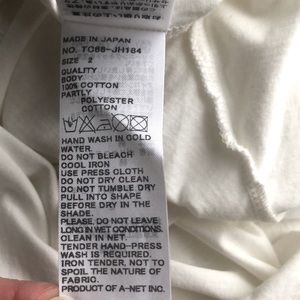 MADE IN JAPAN
NO. TC68-JH184
SIZE 2
QUALITY
BODY
100% COTTON
PARTLY
POLYESTER
COTTON
HAND WASH IN COLD
WATER.
DO NOT BLEACH
COOL IRON
USE PRESS CLOTH
DO NOT DRY CLEAN
DO NOT TUMBLE DRY
PULL INTO SHAPE
BEFORE DRY IN THE
SHADE.
PLEASE DO NOT LEAVE
LONG IN WET CONDITIONS.
CLEAN IN NET.
TENDER HAND-PRESS
WASH IS REQUIRED.
IRON TENDER, NOT TO
SPOIL THE NATURE OF
FABRIC.
PRODUCT OF A-NET INC.